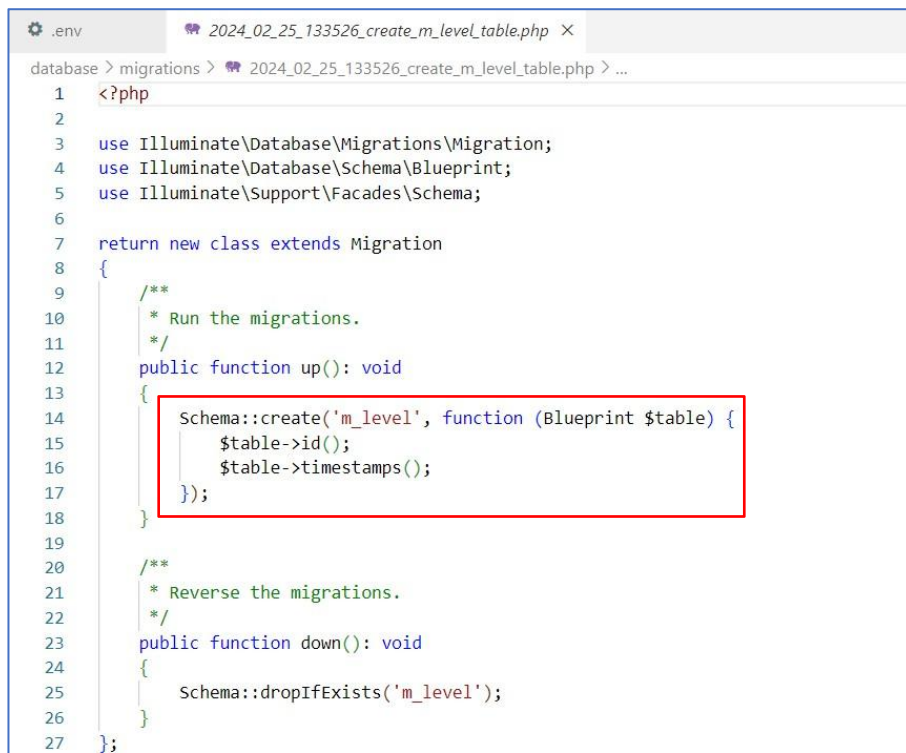 .env 2024_02_25_133526_create_m_level_table.php ×
database > migrations > 2024_02_25_133526_create_m_level_table.php > ...
1 <?php
2
3 use Illuminate\Database\Migrations\Migration;
4 use Illuminate\Database\Schema\Blueprint;
5 use Illuminate\Support\Facades\Schema;
6
7 return new class extends Migration
8 {
9     /**
10      * Run the migrations.
11      */
12     public function up(): void
13     {
14         Schema::create('m_level', function (Blueprint $table) {
15             $table->id();
16             $table->timestamps();
17         });
18     }
19
20     /**
21      * Reverse the migrations.
22      */
23     public function down(): void
24     {
25         Schema::dropIfExists('m_level');
26     }
27 };